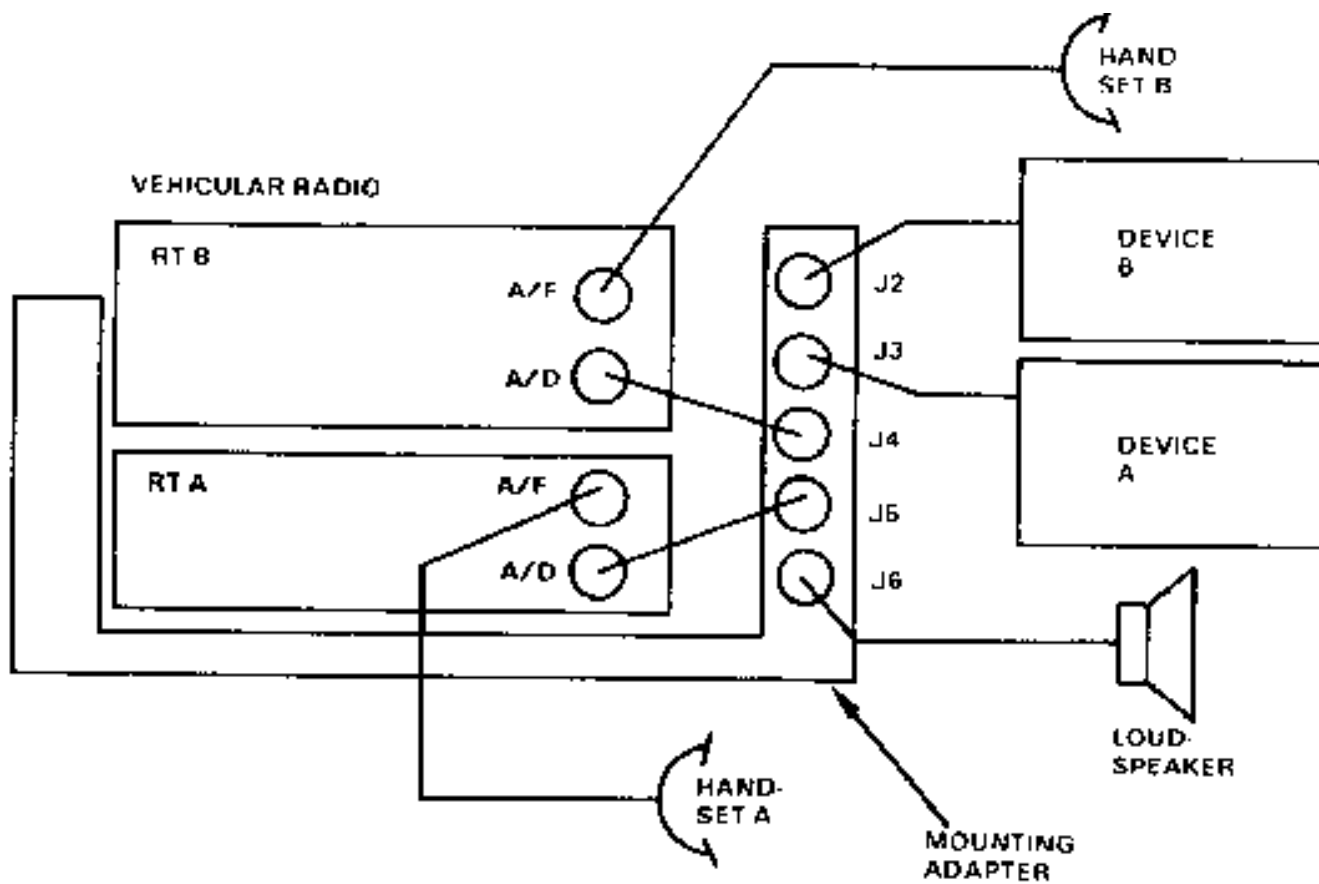 HAND
SET B
VEHICULAR RADIO
RT B
A/F
A/D
J2
J3
J4
J5
J6
DEVICE
B
DEVICE
A
RT A
A/F
A/D
LOUD-
SPEAKER
HAND-
SET A
MOUNTING
ADAPTER